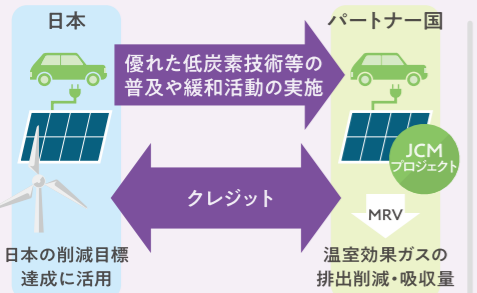 日本
パートナー国
優れた低炭素技術等の
普及や緩和活動の実施
JCM
プロジェクト
クレジット
MRV
日本の削減目標
達成に活用
温室効果ガスの
排出削減・吸収量